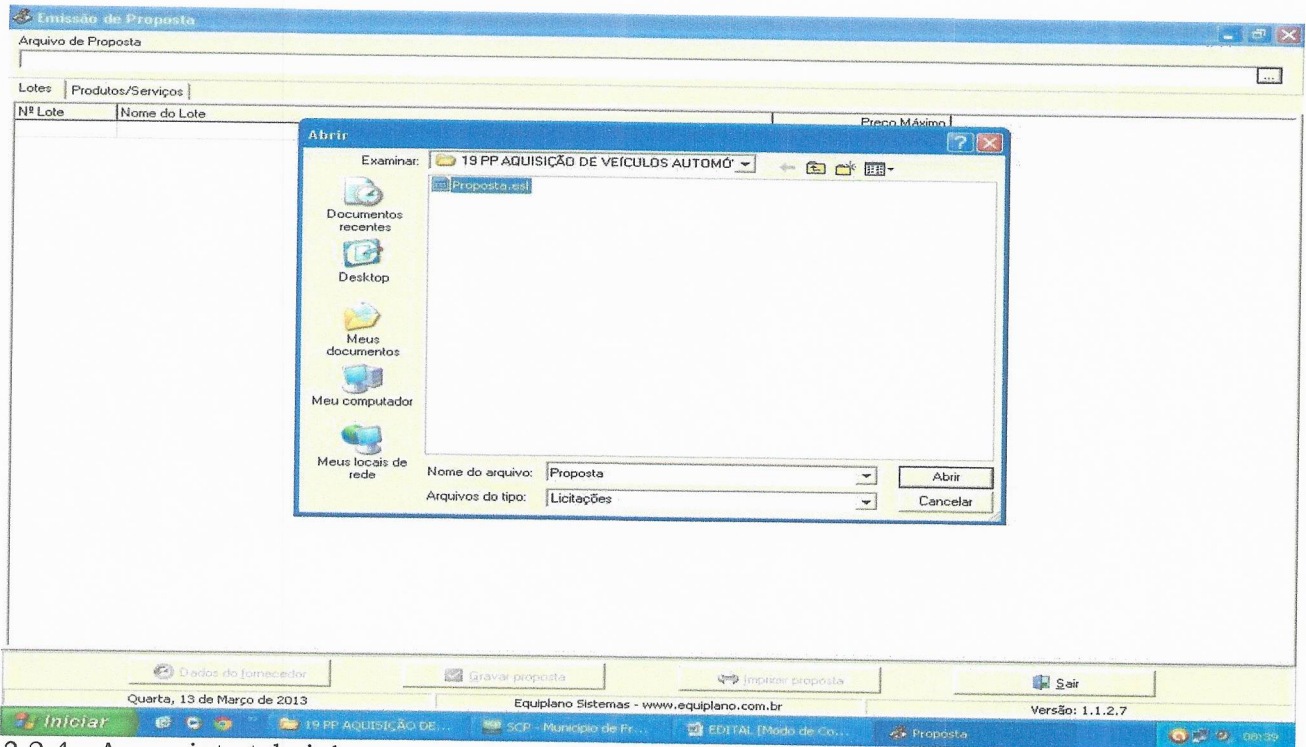 Emissão de Proposta
Arquivo de Proposta
...
Lotes Produtos/Serviços
Nº Lote Nome do Lote Preço Máximo
Abrir
Examinar: 19 PP AQUISIÇÃO DE VEÍCULOS AUTOMÓ
Proposta.esl
Documentos
recentes
Desktop
Meus
documentos
Meu computador
Meus locais de
rede
Nome do arquivo: Proposta Abrir
Arquivos do tipo: Licitações Cancelar
Dados do fornecedor Gravar proposta Imprimir proposta Sair
Quarta, 13 de Março de 2013 Equiplano Sistemas - www.equiplano.com.br Versão: 1.1.2.7
Iniciar 19 PP AQUISIÇÃO DE... SCP - Município de Fr... EDITAL [Modo de Co... Proposta 08:39